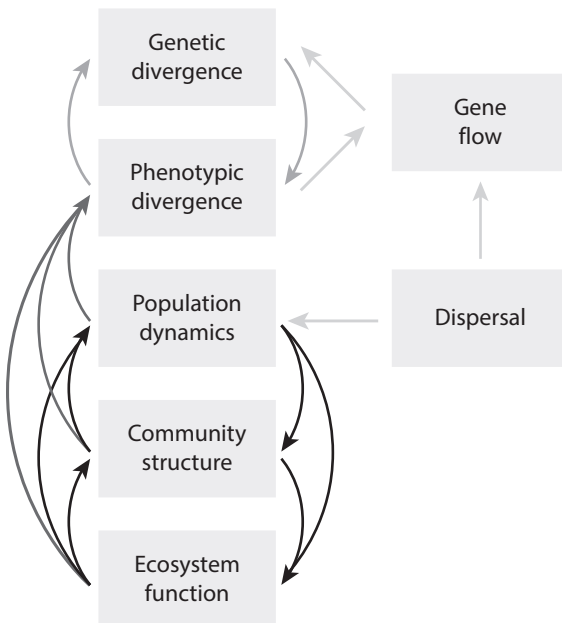 Genetic
divergence
Gene
flow
Phenotypic
divergence
Population
dynamics
Dispersal
Community
structure
Ecosystem
function